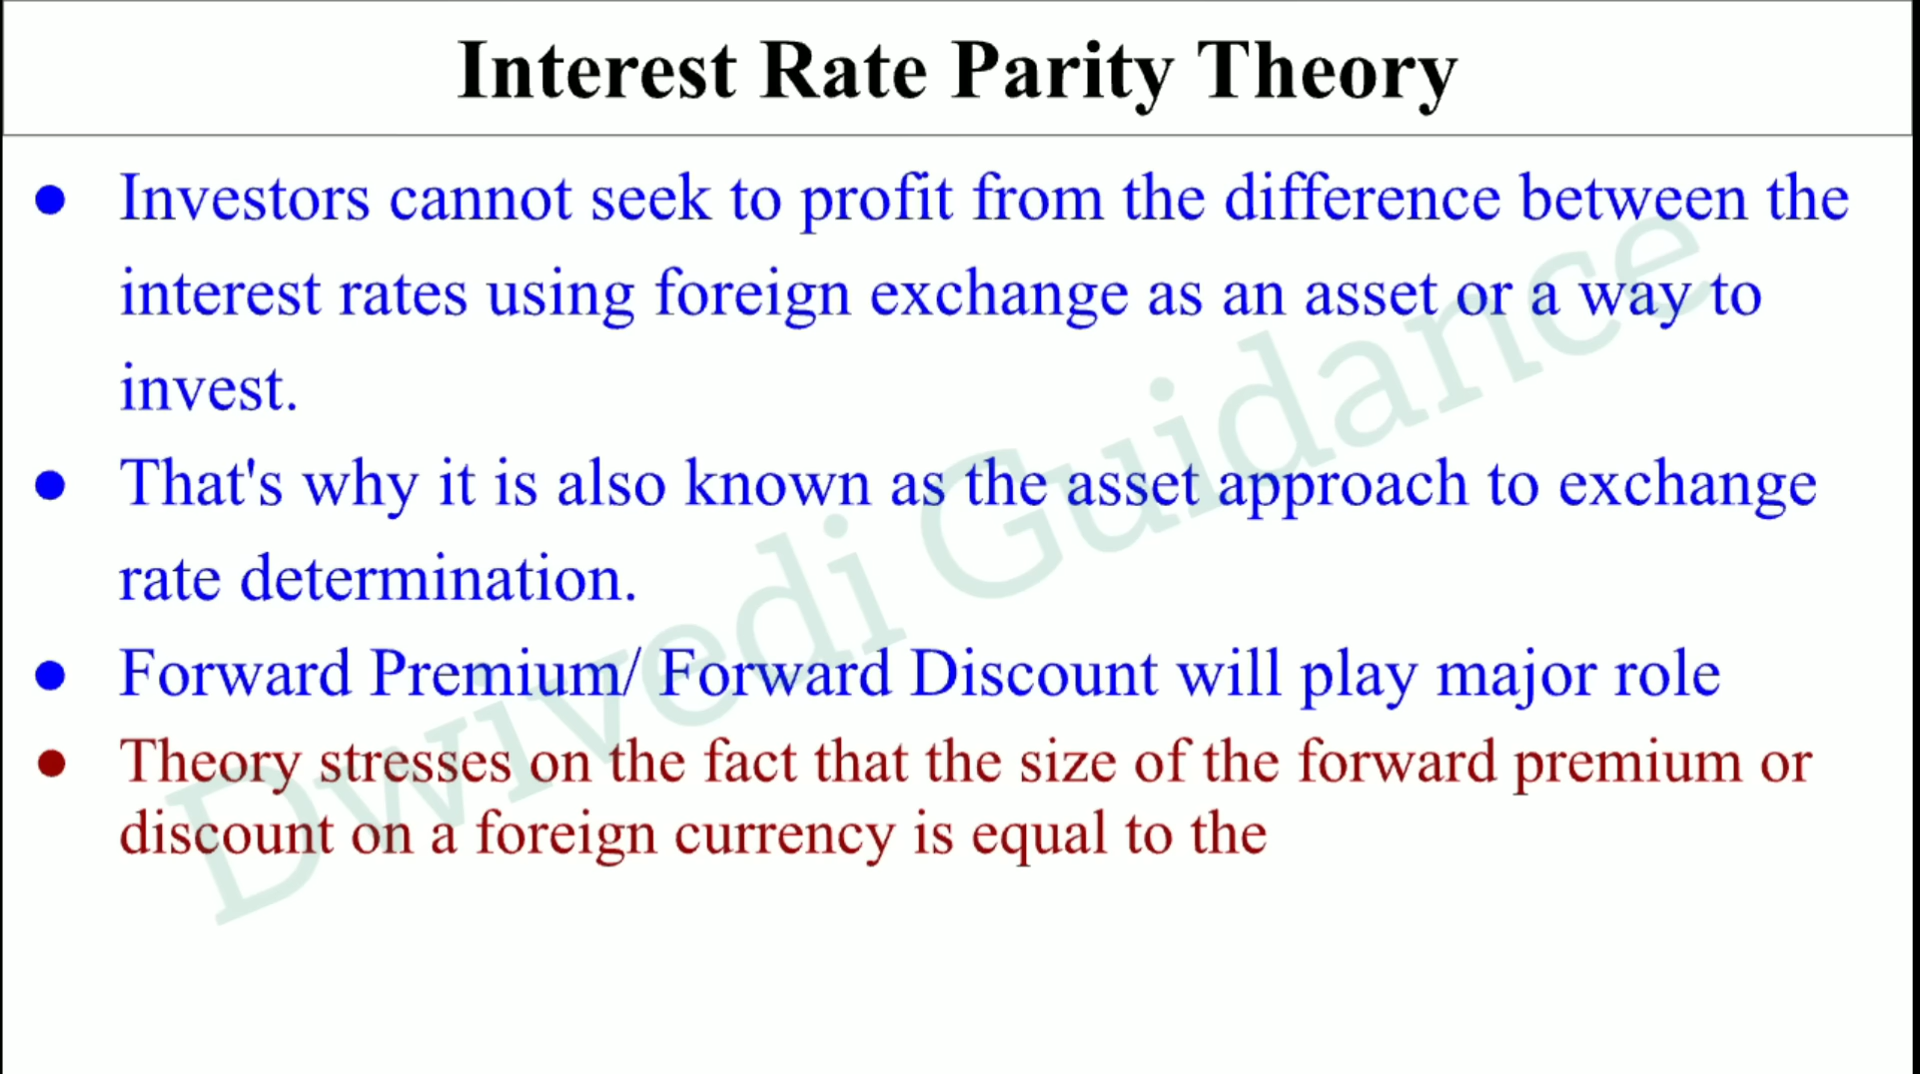 Interest Rate Parity Theory
● Investors cannot seek to profit from the difference between the
interest rates using foreign exchange as an asset or a way to
invest.
● That's why it is also known as the asset approach to exchange
rate determination.
● Forward Premium/ Forward Discount will play major role
● Theory stresses on the fact that the size of the forward premium or
discount on a foreign currency is equal to the
Dwivedi Guidance